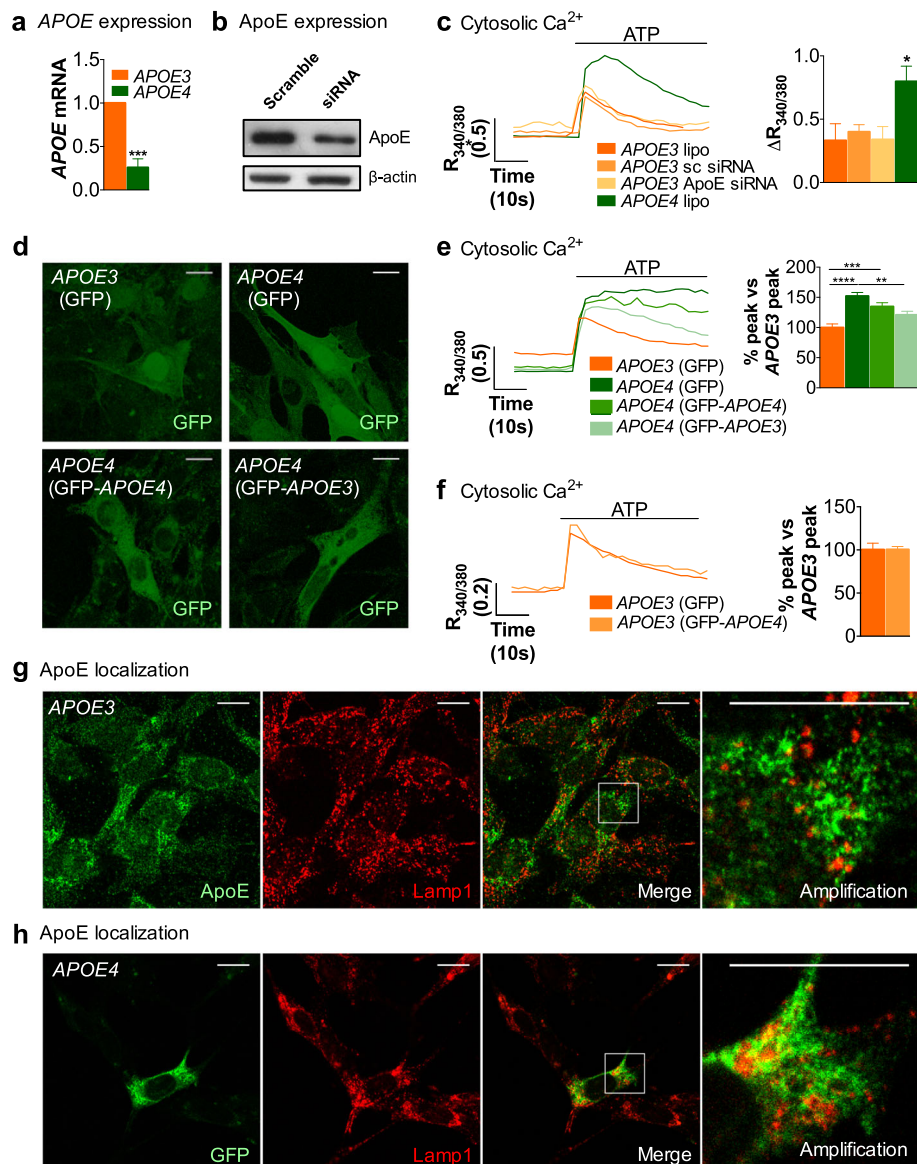 a APOE expression
APOE mRNA
1.5
1.0
0.5
0.0
APOE3
APOE4
***
b ApoE expression
Scramble
siRNA
ApoE
β-actin
c Cytosolic Ca2+
ATP
R340/380
(0.5)
*
Time
(10s)
APOE3 lipo
APOE3 sc siRNA
APOE3 ApoE siRNA
APOE4 lipo
ΔR340/380
1.0
0.5
0.0
*
d
APOE3
(GFP)
GFP
APOE4
(GFP)
GFP
APOE4
(GFP-APOE4)
GFP
APOE4
(GFP-APOE3)
GFP
e Cytosolic Ca2+
ATP
R340/380
(0.5)
Time
(10s)
APOE3 (GFP)
APOE4 (GFP)
APOE4 (GFP-APOE4)
APOE4 (GFP-APOE3)
% peak vs
APOE3 peak
200
150
100
50
0
***
**** **
f Cytosolic Ca2+
ATP
R340/380
(0.2)
Time
(10s)
APOE3 (GFP)
APOE3 (GFP-APOE4)
% peak vs
APOE3 peak
150
100
50
0
g ApoE localization
APOE3
ApoE
Lamp1
Merge
Amplification
h ApoE localization
APOE4
GFP
Lamp1
Merge
Amplification